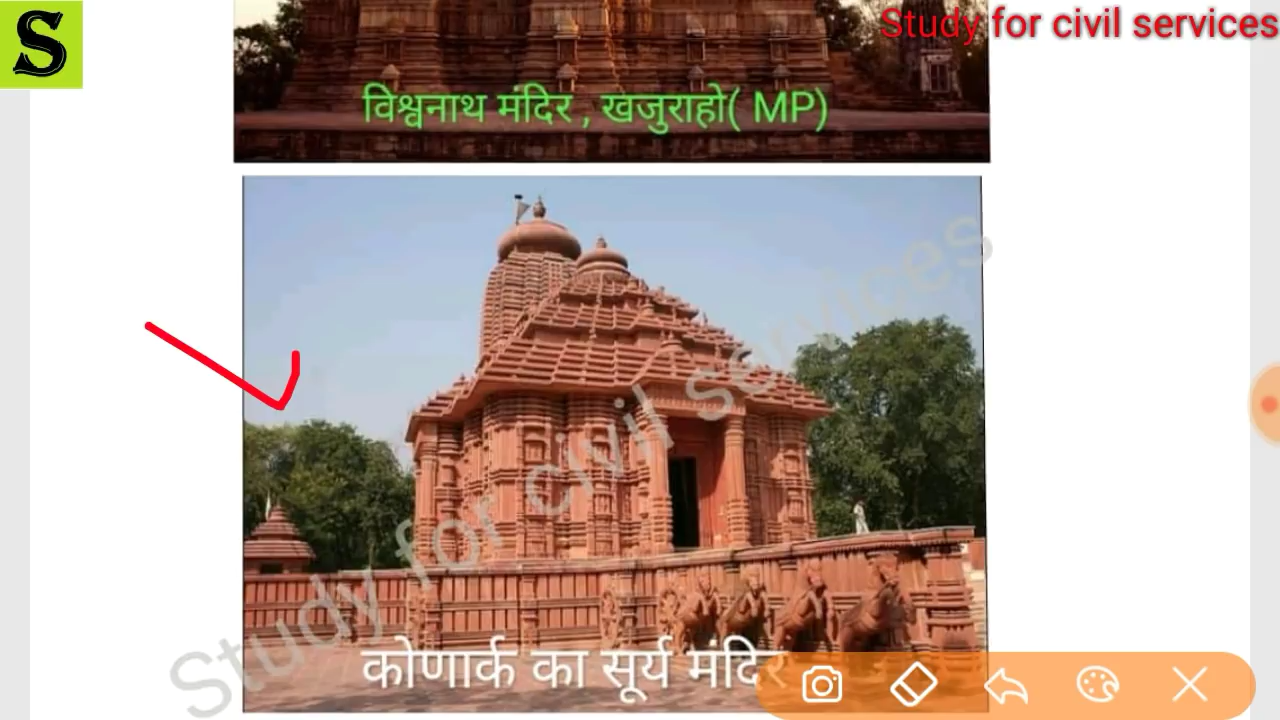 S
Study for civil services
विश्वनाथ मंदिर , खजुराहो( MP)
Study for civil services
कोणार्क का सूर्य मंदिर